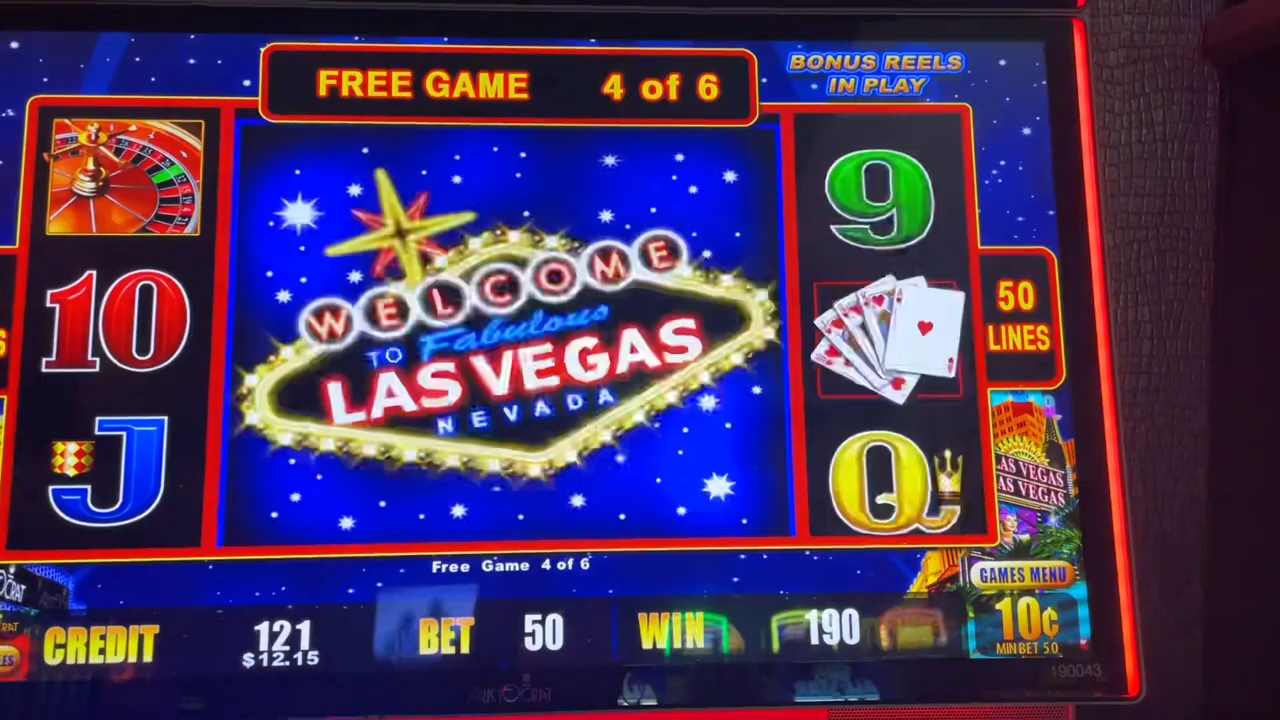 FREE GAME 4 of 6
BONUS REELS
IN PLAY
9
10
J
Q
WELCOME
TO Fabulous
LAS VEGAS
NEVADA
50
LINES
LAS VEGAS
LAS VEGAS
Free Game 4 of 6
GAMES MENU
CREDIT 121 BET 50 WIN 190
$12.15
10¢
MIN BET 50
190043
ARISTOCRAT